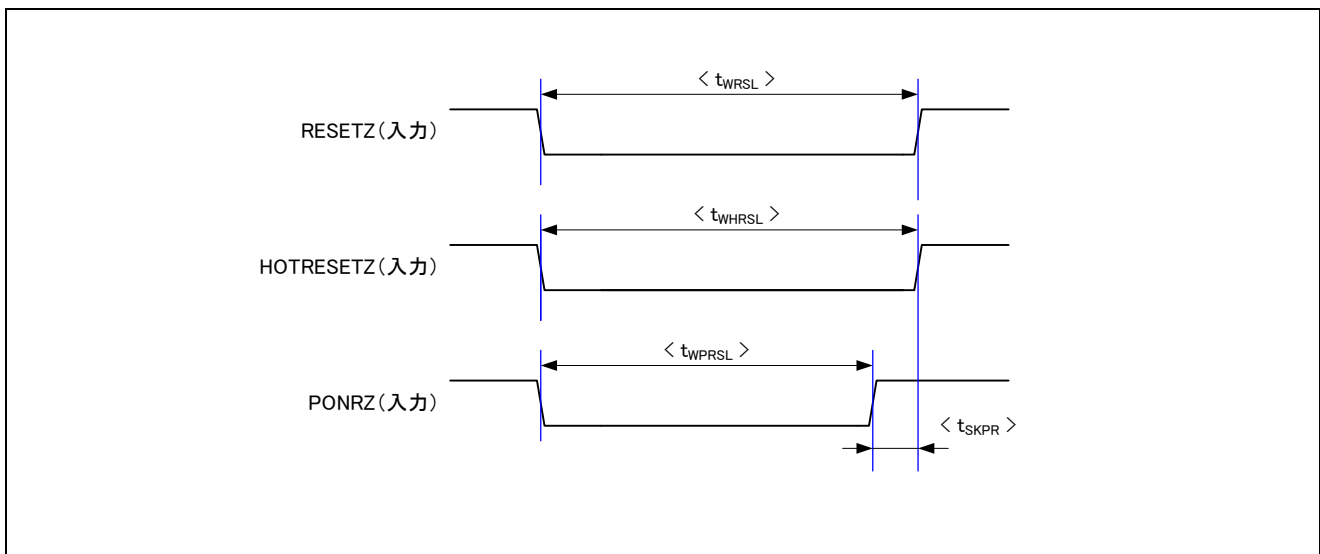 < tWRSL >
RESETZ(入力)
< tWHRSL >
HOTRESETZ(入力)
< tWPRSL >
PONRZ(入力)
< tSKPR >